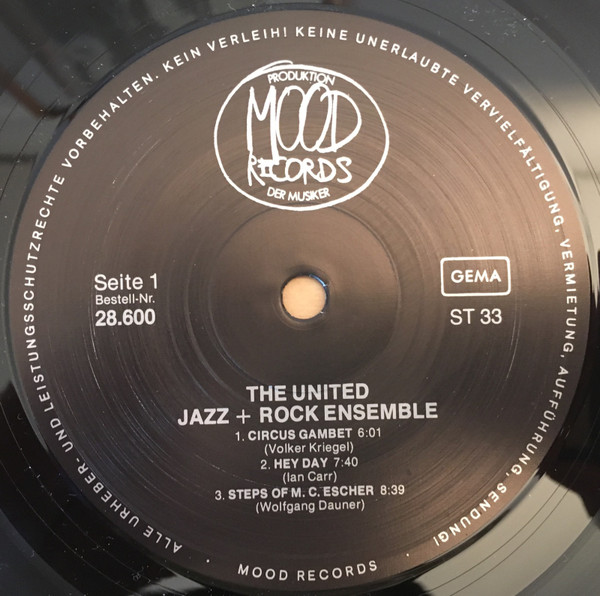 ALLE URHEBER- UND LEISTUNGSSCHUTZRECHTE VORBEHALTEN. KEIN VERLEIH! KEINE UNERLAUBTE VERVIELFÄLTIGUNG, VERMIETUNG, AUFFÜHRUNG, SENDUNG!
PRODUKTION
MOOD
RECORDS
DER MUSIKER
Seite 1
Bestell-Nr.
28.600
GEMA
ST 33
THE UNITED
JAZZ + ROCK ENSEMBLE
1. CIRCUS GAMBET 6:01
(Volker Kriegel)
2. HEY DAY 7:40
(Ian Carr)
3. STEPS OF M. C. ESCHER 8:39
(Wolfgang Dauner)
· MOOD RECORDS ·